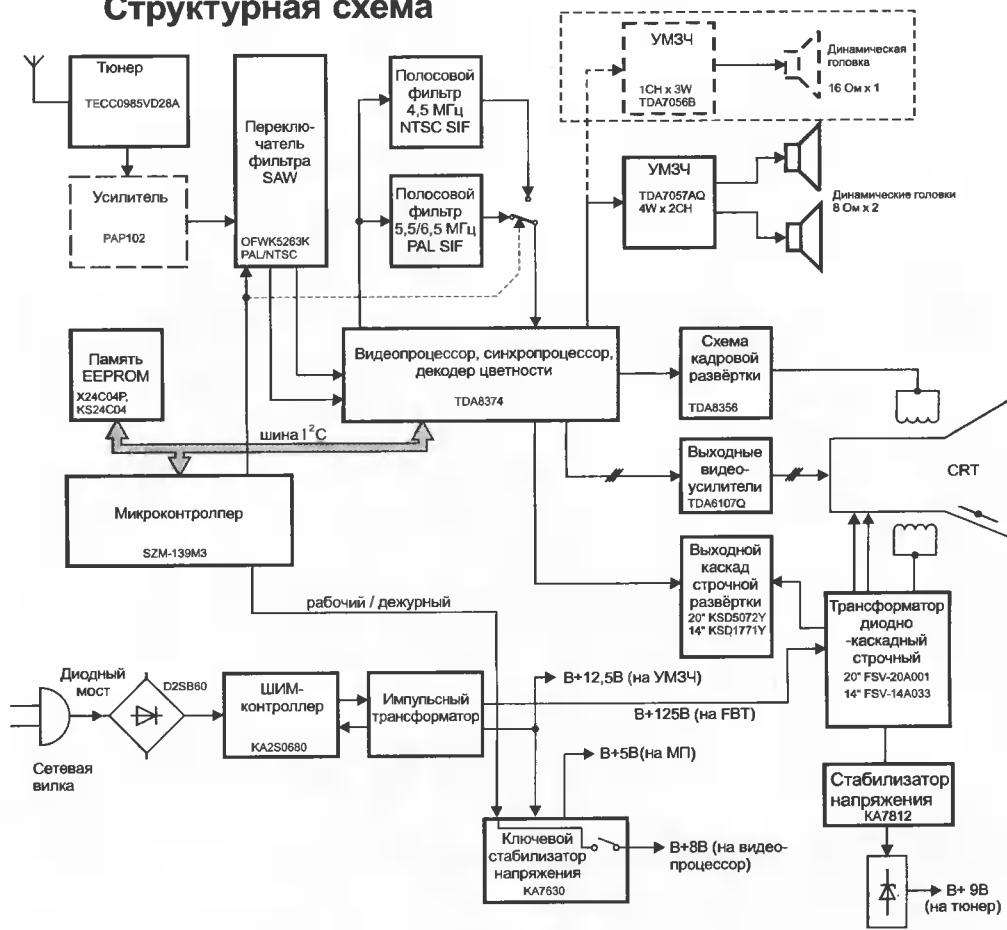 Структурная схема
Тюнер
TECC0985VD28A
Усилитель
PAP102
Переклю-
чатель
фильтра
SAW
OFWK5263K
PAL/NTSC
Полосовой
фильтр
4,5 МГц
NTSC SIF
Полосовой
фильтр
5,5/6,5 МГц
PAL SIF
УМЗЧ
1CH x 3W
TDA7056B
Динамическая
головка
16 Ом x 1
УМЗЧ
TDA7057AQ
4W x 2CH
Динамические головки
8 Ом x 2
Память
EEPROM
X24C04P,
KS24C04
Видеопроцессор, синхропроцессор,
декодер цветности
TDA8374
Схема
кадровой
развёртки
TDA8356
шина I²C
Выходные
видео-
усилители
TDA6107Q
CRT
Микроконтроллер
SZM-139M3
Выходной
каскад
строчной
развёртки
20" KSD5072Y
14" KSD1771Y
Трансформатор
диодно
-каскадный
строчный
20" FSV-20A001
14" FSV-14A033
рабочий / дежурный
Диодный
мост
D2SB60
ШИМ-
контроллер
KA2S0680
Импульсный
трансформатор
B+12,5В (на УМЗЧ)
B+125В (на FBT)
Сетевая
вилка
B+5В(на МП)
Стабилизатор
напряжения
KA7812
Ключевой
стабилизатор
напряжения
KA7630
B+8В (на видео-
процессор)
B+ 9В
(на тюнер)